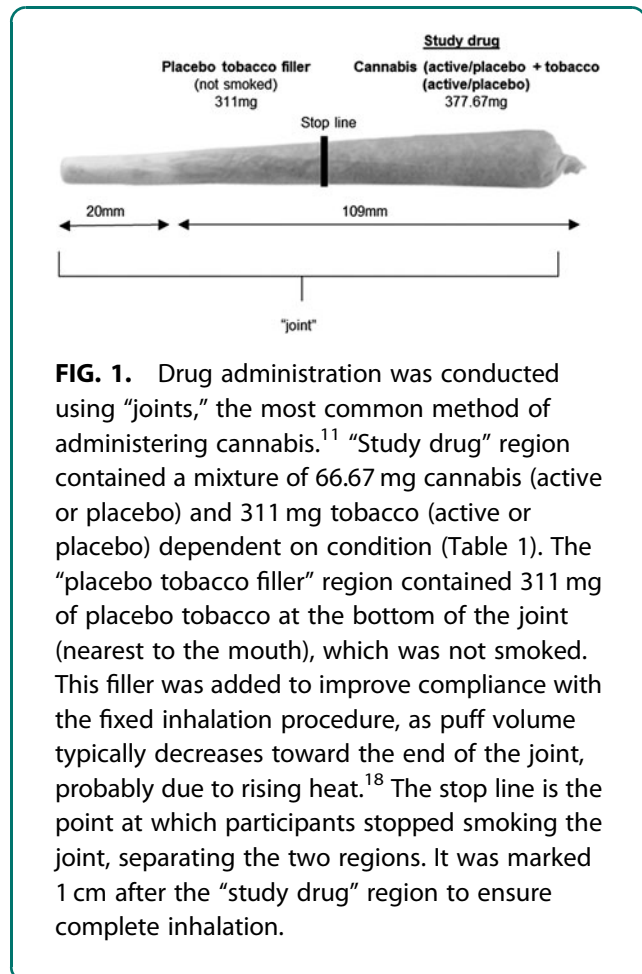 Study drug
Placebo tobacco filler
(not smoked)
311mg
Cannabis (active/placebo + tobacco
(active/placebo)
377.67mg
Stop line
20mm
109mm
"joint"
FIG. 1. Drug administration was conducted
using “joints,” the most common method of
administering cannabis.11 “Study drug” region
contained a mixture of 66.67 mg cannabis (active
or placebo) and 311 mg tobacco (active or
placebo) dependent on condition (Table 1). The
“placebo tobacco filler” region contained 311 mg
of placebo tobacco at the bottom of the joint
(nearest to the mouth), which was not smoked.
This filler was added to improve compliance with
the fixed inhalation procedure, as puff volume
typically decreases toward the end of the joint,
probably due to rising heat.18 The stop line is the
point at which participants stopped smoking the
joint, separating the two regions. It was marked
1 cm after the “study drug” region to ensure
complete inhalation.